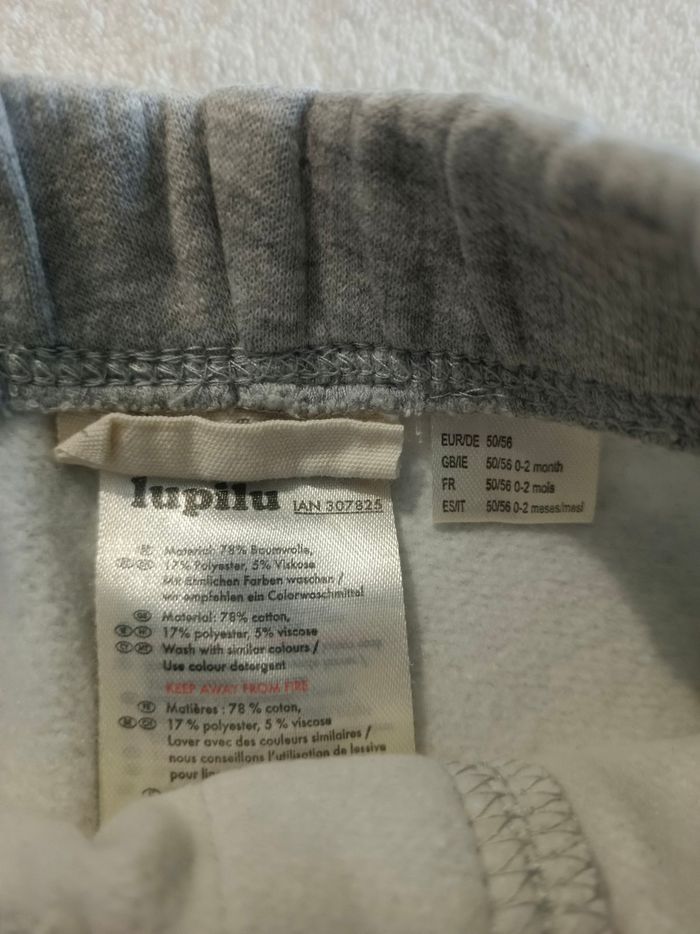 lupilu IAN 307825
Material: 78% Baumwolle,
17% Polyester, 5% Viskose
Mit ähnlichen Farben waschen /
wir empfehlen ein Colorwaschmittel
GB Material: 78% cotton,
17% polyester, 5% viscose
Wash with similar colours /
Use colour detergent
KEEP AWAY FROM FIRE
Matières : 78 % coton,
17 % polyester, 5 % viscose
Laver avec des couleurs similaires /
nous conseillons l'utilisation de lessive
pour
EUR/DE 50/56
GB/IE 50/56 0-2 month
FR 50/56 0-2 mois
ES/IT 50/56 0-2 meses/mesi